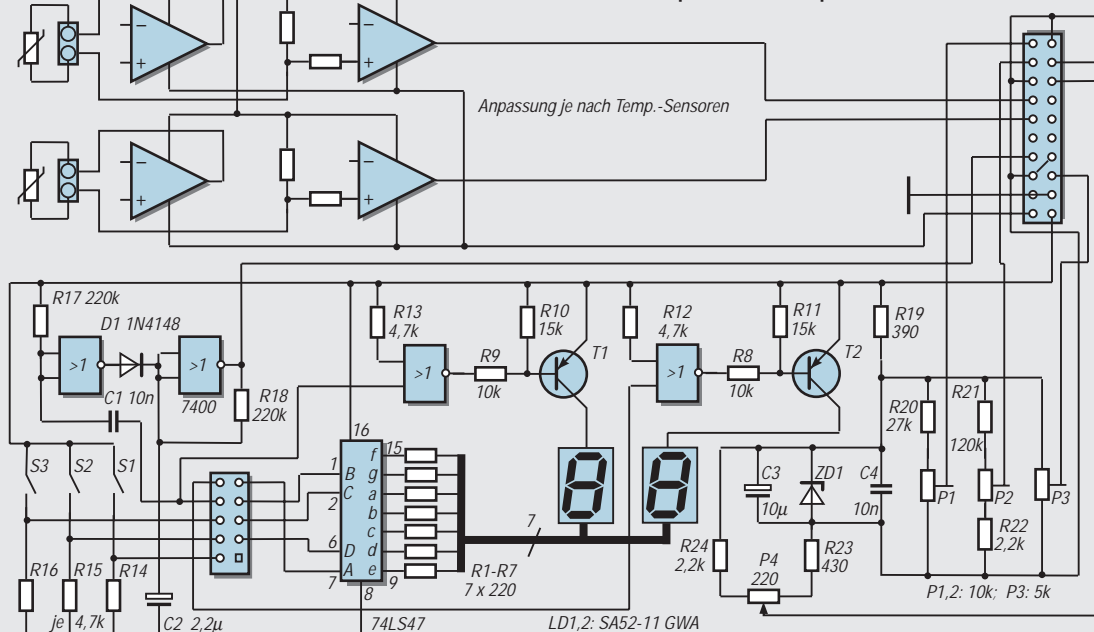 −
+
−
+
Anpassung je nach Temp.-Sensoren
−
+
−
+
R17 220k
D1 1N4148
>1
>1
7400
C1 10n
R18
220k
R13
4,7k
>1
R9
10k
R10
15k
T1
R12
4,7k
>1
R8
10k
R11
15k
T2
R19
390
R20
27k
R21
120k
P1
P2
P3
R22
2,2k
P1,2: 10k; P3: 5k
S3
S2
S1
16
1
B
C
2
6
D
A
7
8
f
15
g
a
b
c
d
e
9
R1-R7
7 x 220
7
8
8
C3
10µ
ZD1
C4
10n
R24
2,2k
P4
220
R23
430
R16
R15
R14
je 4,7k
C2 2,2µ
74LS47
LD1,2: SA52-11 GWA